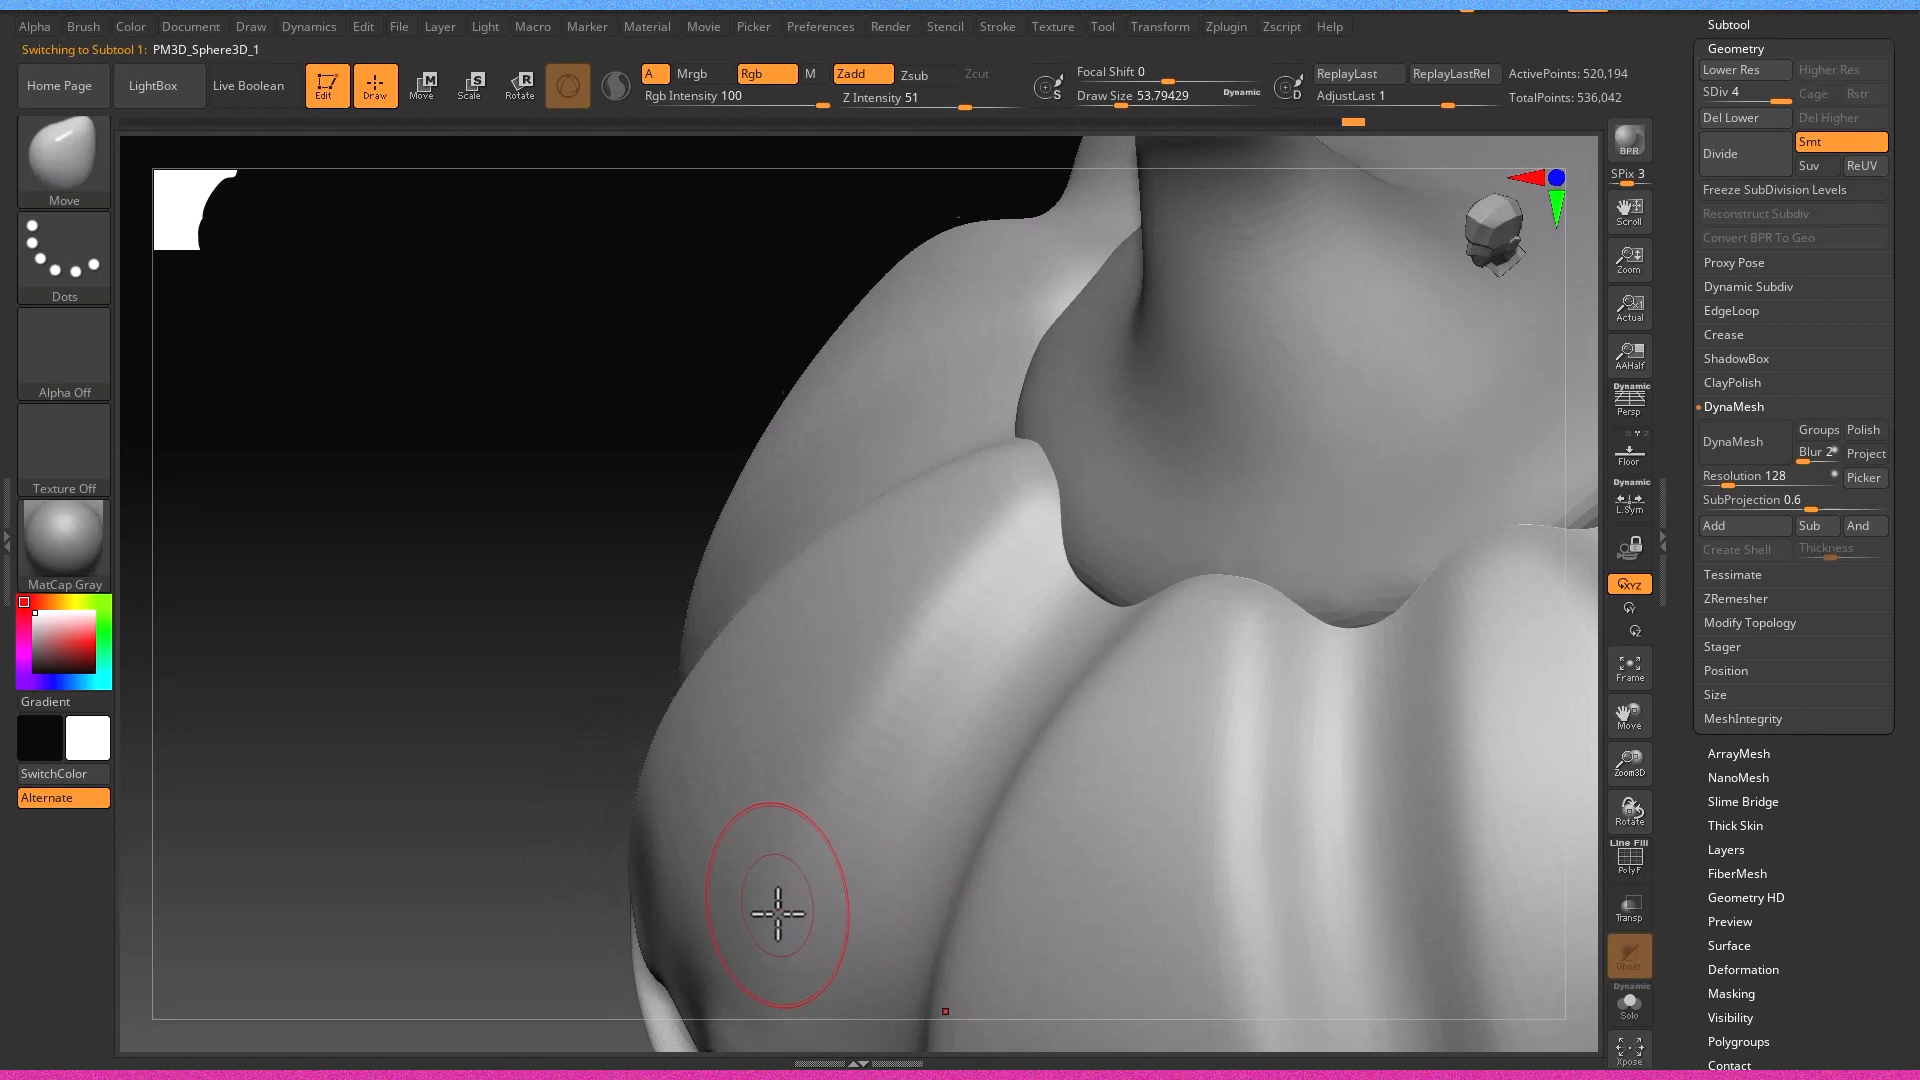 Alpha Brush Color Document Draw Dynamics Edit File Layer Light Macro Marker Material Movie Picker Preferences Render Stencil Stroke Texture Tool Transform Zplugin Zscript Help
Switching to Subtool 1: PM3D_Sphere3D_1
Home Page
LightBox
Live Boolean
Edit
Draw
Move
Scale
Rotate
A Mrgb Rgb M Zadd Zsub Zcut
Rgb Intensity 100
Z Intensity 51
S
Focal Shift 0
Draw Size 53.79429 Dynamic
D
ReplayLast ReplayLastRel
AdjustLast 1
ActivePoints: 520,194
TotalPoints: 536,042
Move
Dots
Alpha Off
Texture Off
MatCap Gray
Gradient
SwitchColor
Alternate
BPR
SPix 3
Scroll
Zoom
Actual
AAHalf
Dynamic
Persp
Floor
Dynamic
L.Sym
XYZ
Y
Z
Frame
Move
Zoom3D
Rotate
Line Fill
PolyF
Transp
Ghost
Dynamic
Solo
Xpose
Subtool
Geometry
Lower Res Higher Res
SDiv 4 Cage Rstr
Del Lower Del Higher
Divide
Smt
Suv ReUV
Freeze SubDivision Levels
Reconstruct Subdiv
Convert BPR To Geo
Proxy Pose
Dynamic Subdiv
EdgeLoop
Crease
ShadowBox
ClayPolish
DynaMesh
DynaMesh
Groups Polish
Blur 2 Project
Resolution 128 Picker
SubProjection 0.6
Add Sub And
Create Shell Thickness
Tessimate
ZRemesher
Modify Topology
Stager
Position
Size
MeshIntegrity
ArrayMesh
NanoMesh
Slime Bridge
Thick Skin
Layers
FiberMesh
Geometry HD
Preview
Surface
Deformation
Masking
Visibility
Polygroups
Contact